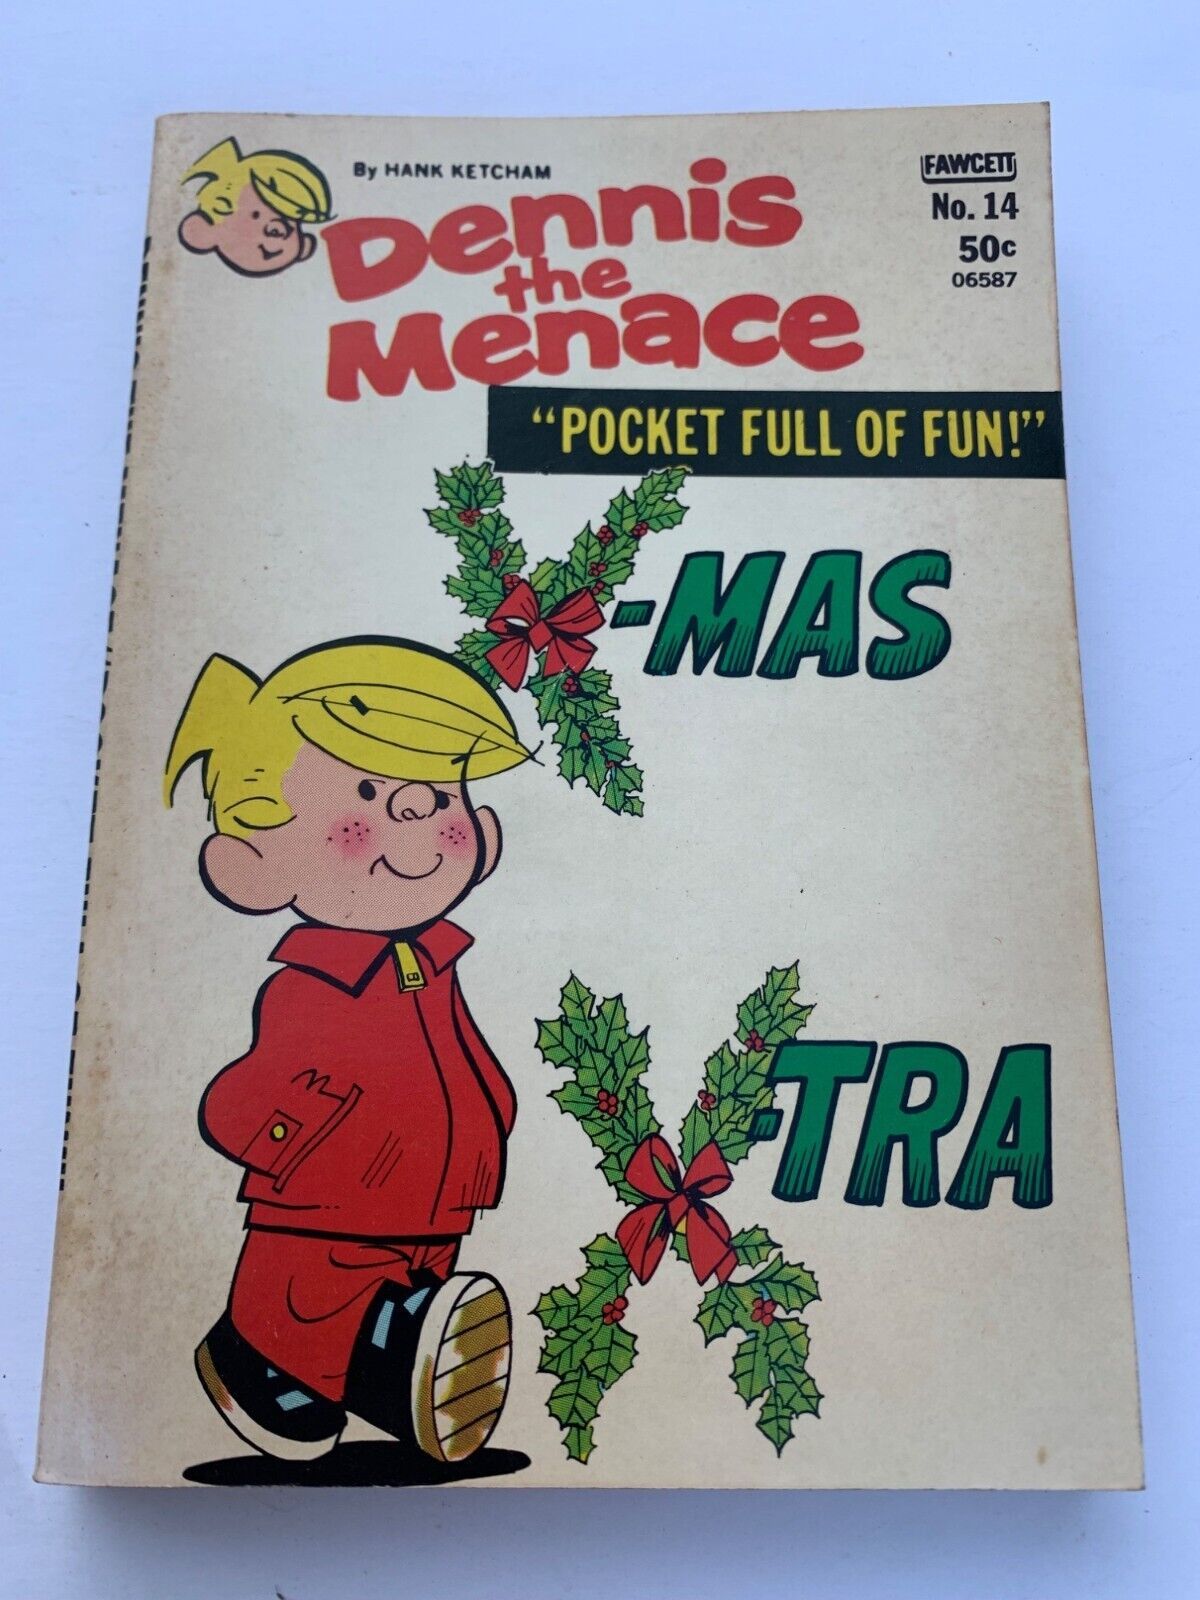 By HANK KETCHAM
Dennis
the
Menace
FAWCETT
No. 14
50c
06587
"POCKET FULL OF FUN!"
X-MAS
X-TRA